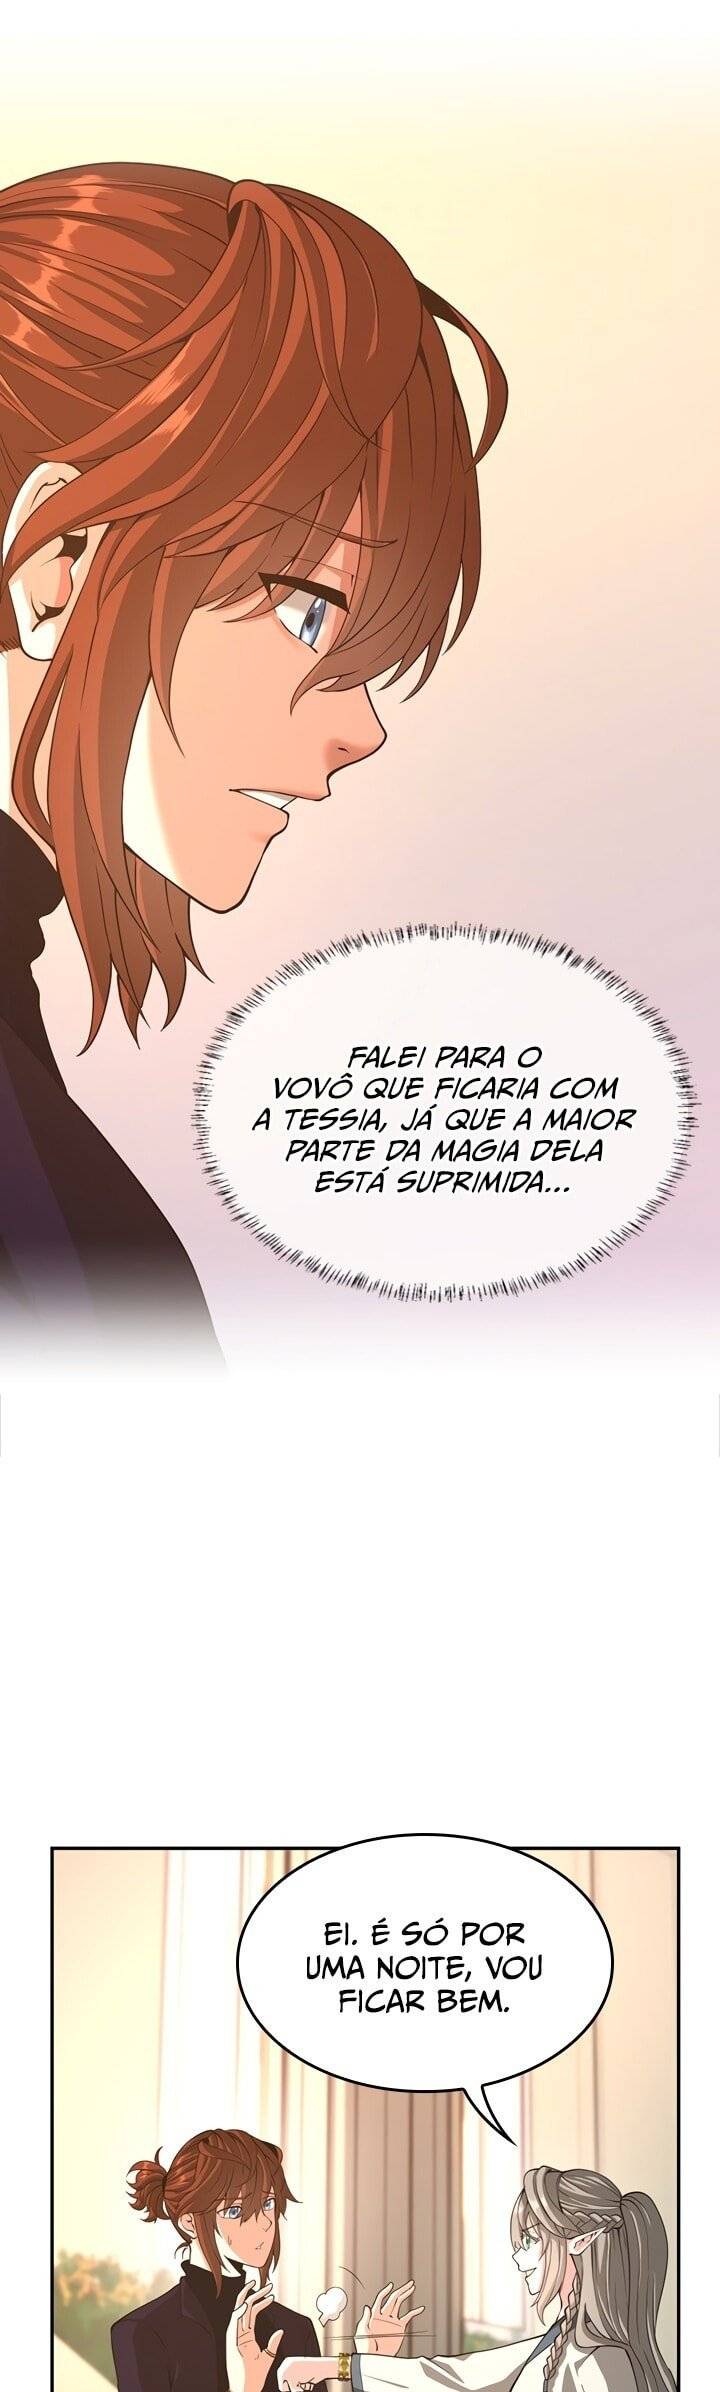 FALEI PARA O
VOVÔ QUE FICARIA COM
A TESSIA, JÁ QUE A MAIOR
PARTE DA MAGIA DELA
ESTÁ SUPRIMIDA...
EI. É SÓ POR
UMA NOITE, VOU
FICAR BEM.